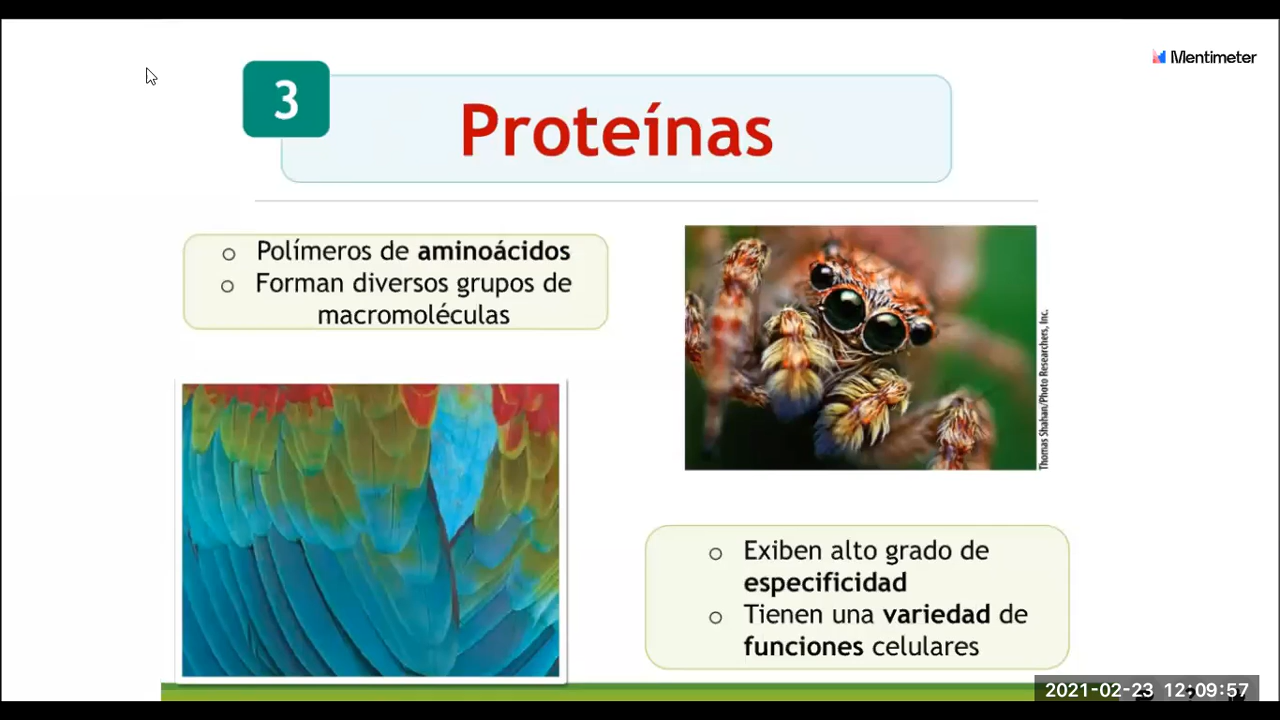 Mentimeter
3
Proteínas
o Polímeros de aminoácidos
o Forman diversos grupos de
macromoléculas
Thomas Shahan/Photo Researchers, Inc.
o Exiben alto grado de
especificidad
o Tienen una variedad de
funciones celulares
2021-02-23 12:09:57